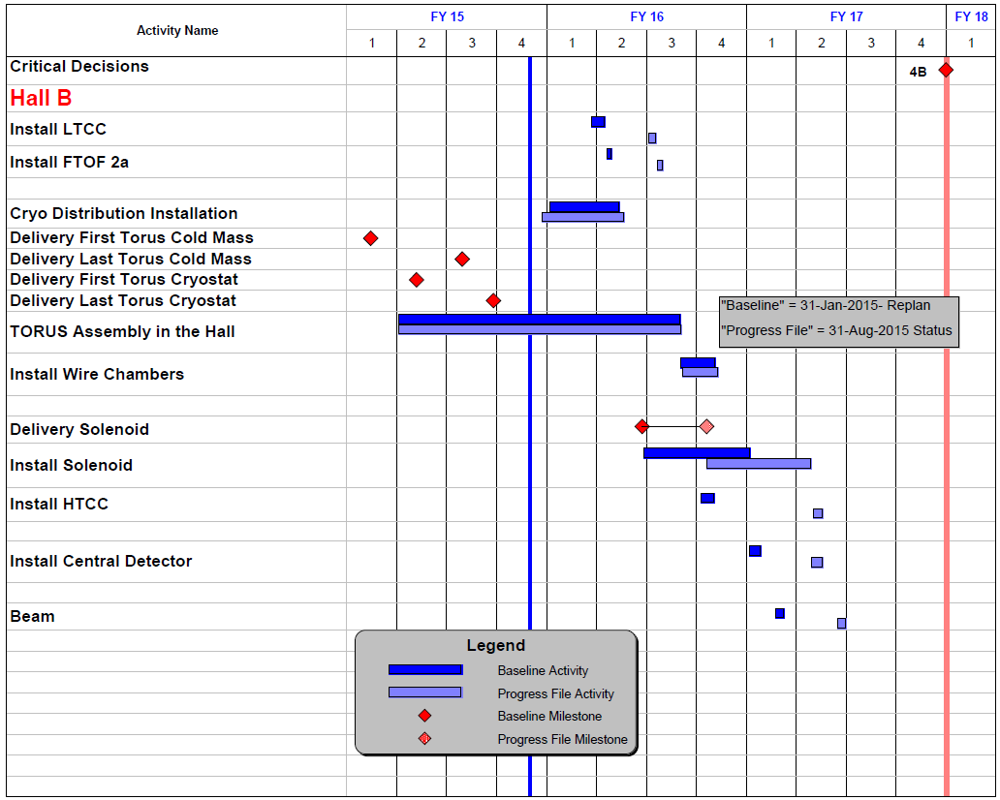 Activity Name
FY 15 FY 16 FY 17 FY 18
1 2 3 4 1 2 3 4 1 2 3 4 1
Critical Decisions 4B
Hall B
Install LTCC
Install FTOF 2a
Cryo Distribution Installation
Delivery First Torus Cold Mass
Delivery Last Torus Cold Mass
Delivery First Torus Cryostat
Delivery Last Torus Cryostat
"Baseline" = 31-Jan-2015- Replan
TORUS Assembly in the Hall
"Progress File" = 31-Aug-2015 Status
Install Wire Chambers
Delivery Solenoid
Install Solenoid
Install HTCC
Install Central Detector
Beam
Legend
Baseline Activity
Progress File Activity
Baseline Milestone
Progress File Milestone